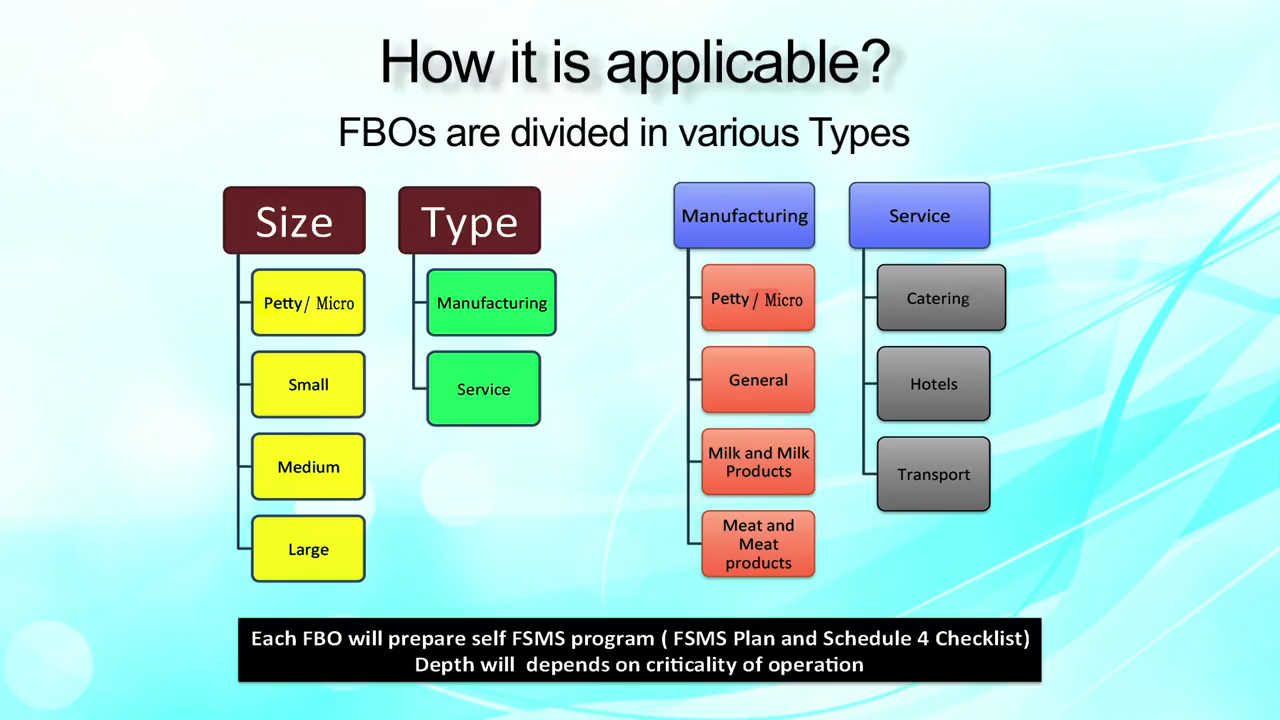 How it is applicable?
FBOs are divided in various Types
Size
Petty/ Micro
Small
Medium
Large
Type
Manufacturing
Service
Manufacturing
Petty/ Micro
General
Milk and Milk
Products
Meat and
Meat
products
Service
Catering
Hotels
Transport
Each FBO will prepare self FSMS program ( FSMS Plan and Schedule 4 Checklist)
Depth will depends on criticality of operation